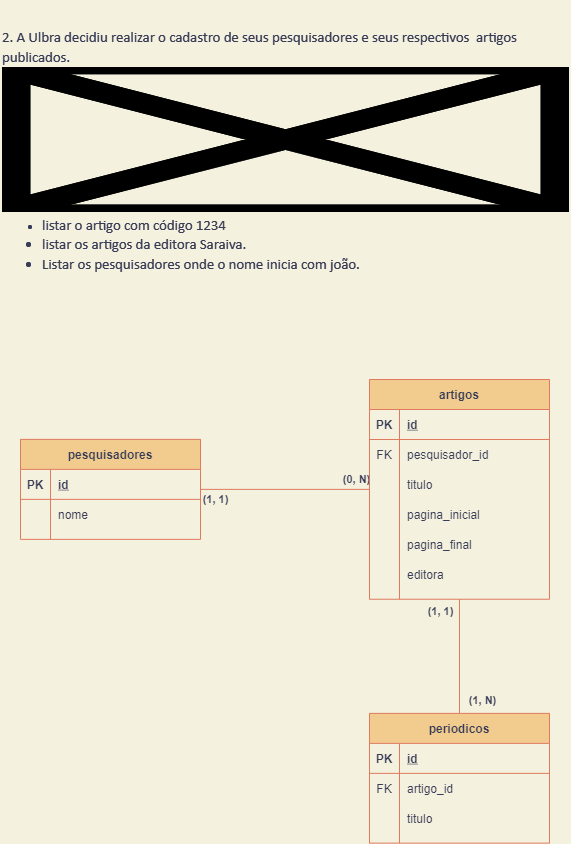 2. A Ulbra decidiu realizar o cadastro de seus pesquisadores e seus respectivos  artigos
publicados.
• listar o artigo com código 1234
• listar os artigos da editora Saraiva.
• Listar os pesquisadores onde o nome inicia com joão.
artigos
PK id
FK pesquisador_id
titulo
pagina_inicial
pagina_final
editora
pesquisadores
PK id
nome
(1, 1)
(0, N)
(1, 1)
(1, N)
periodicos
PK id
FK artigo_id
titulo